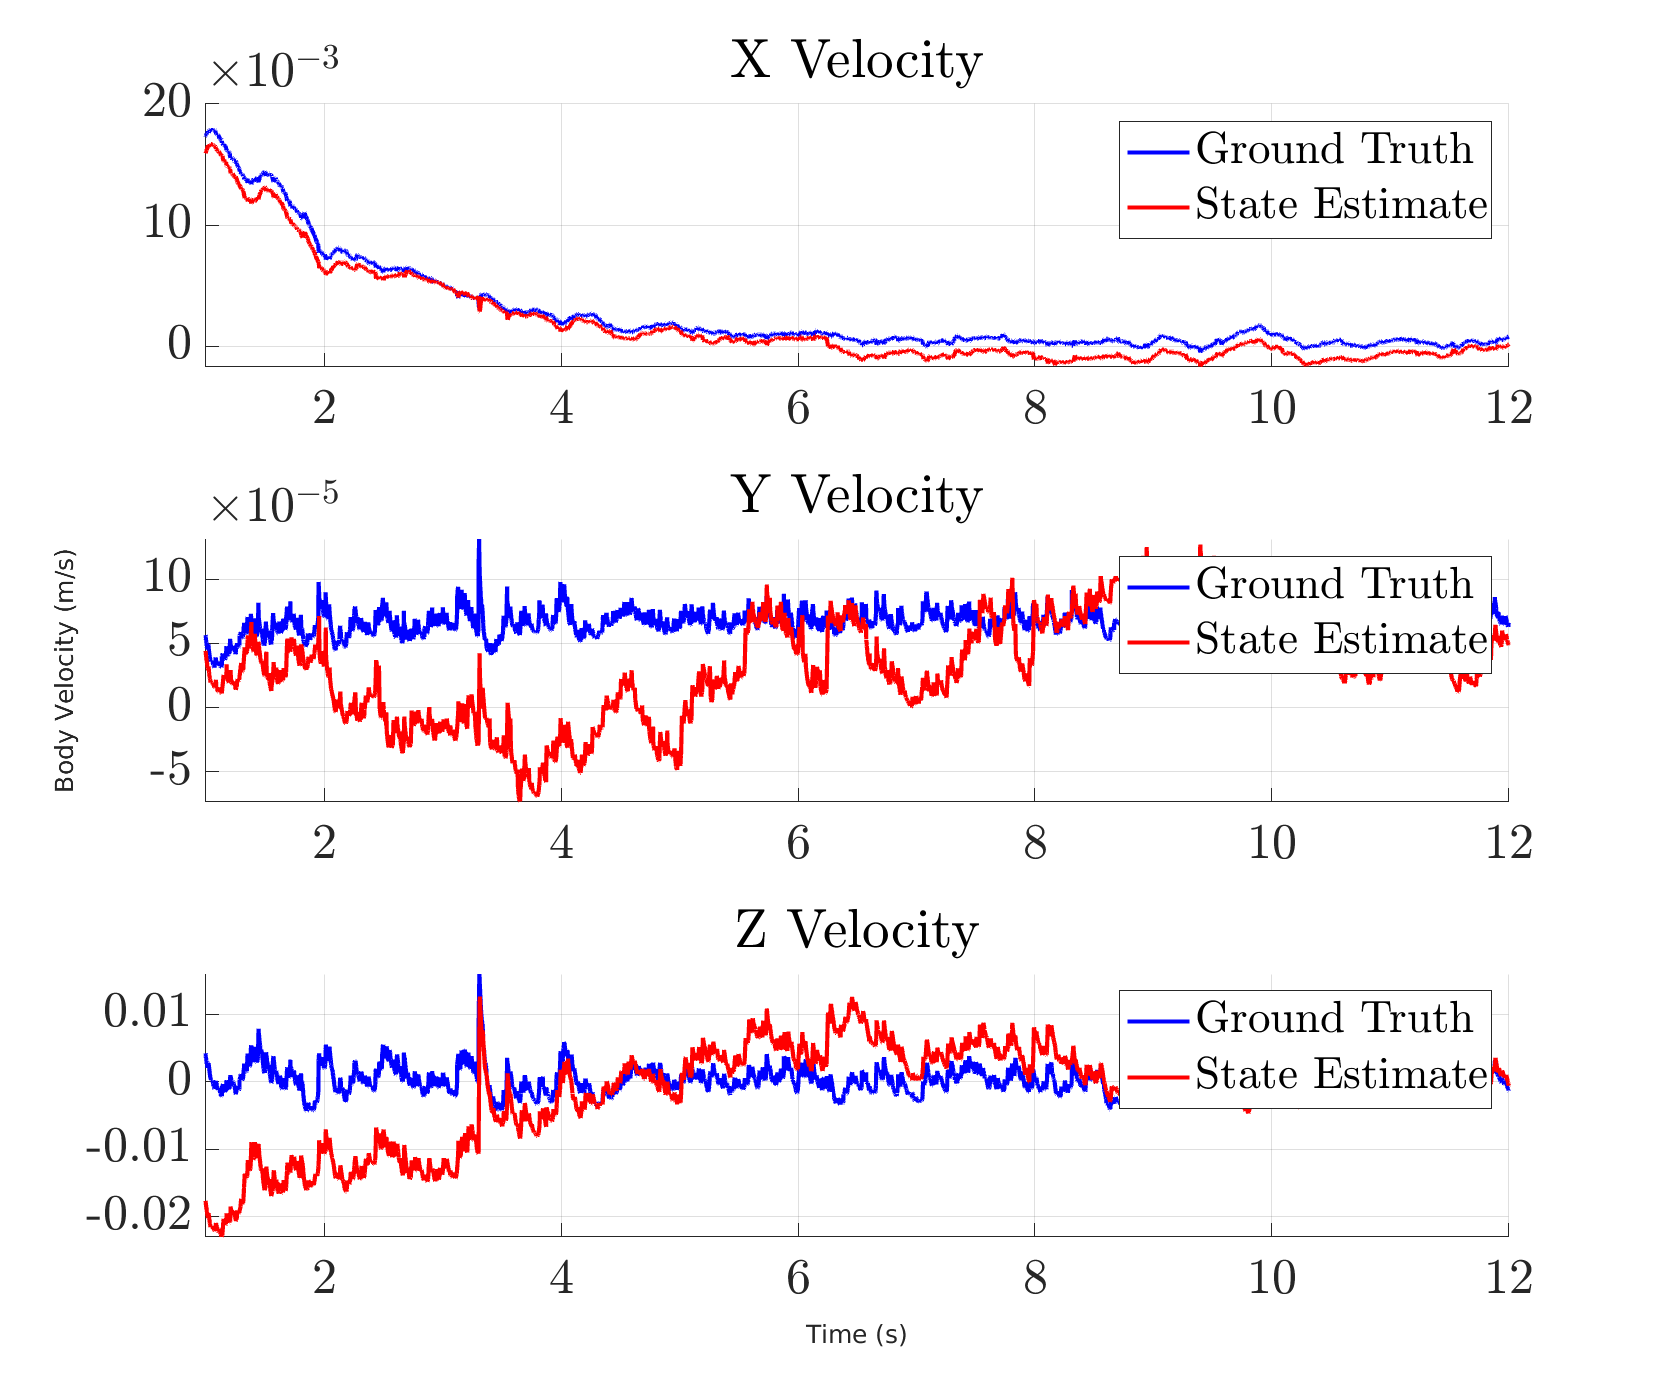 X Velocity
×10⁻³
20
10
0
Ground Truth
State Estimate
2 4 6 8 10 12
Y Velocity
×10⁻⁵
10
5
0
-5
Ground Truth
State Estimate
2 4 6 8 10 12
Body Velocity (m/s)
Z Velocity
0.01
0
-0.01
-0.02
Ground Truth
State Estimate
2 4 6 8 10 12
Time (s)